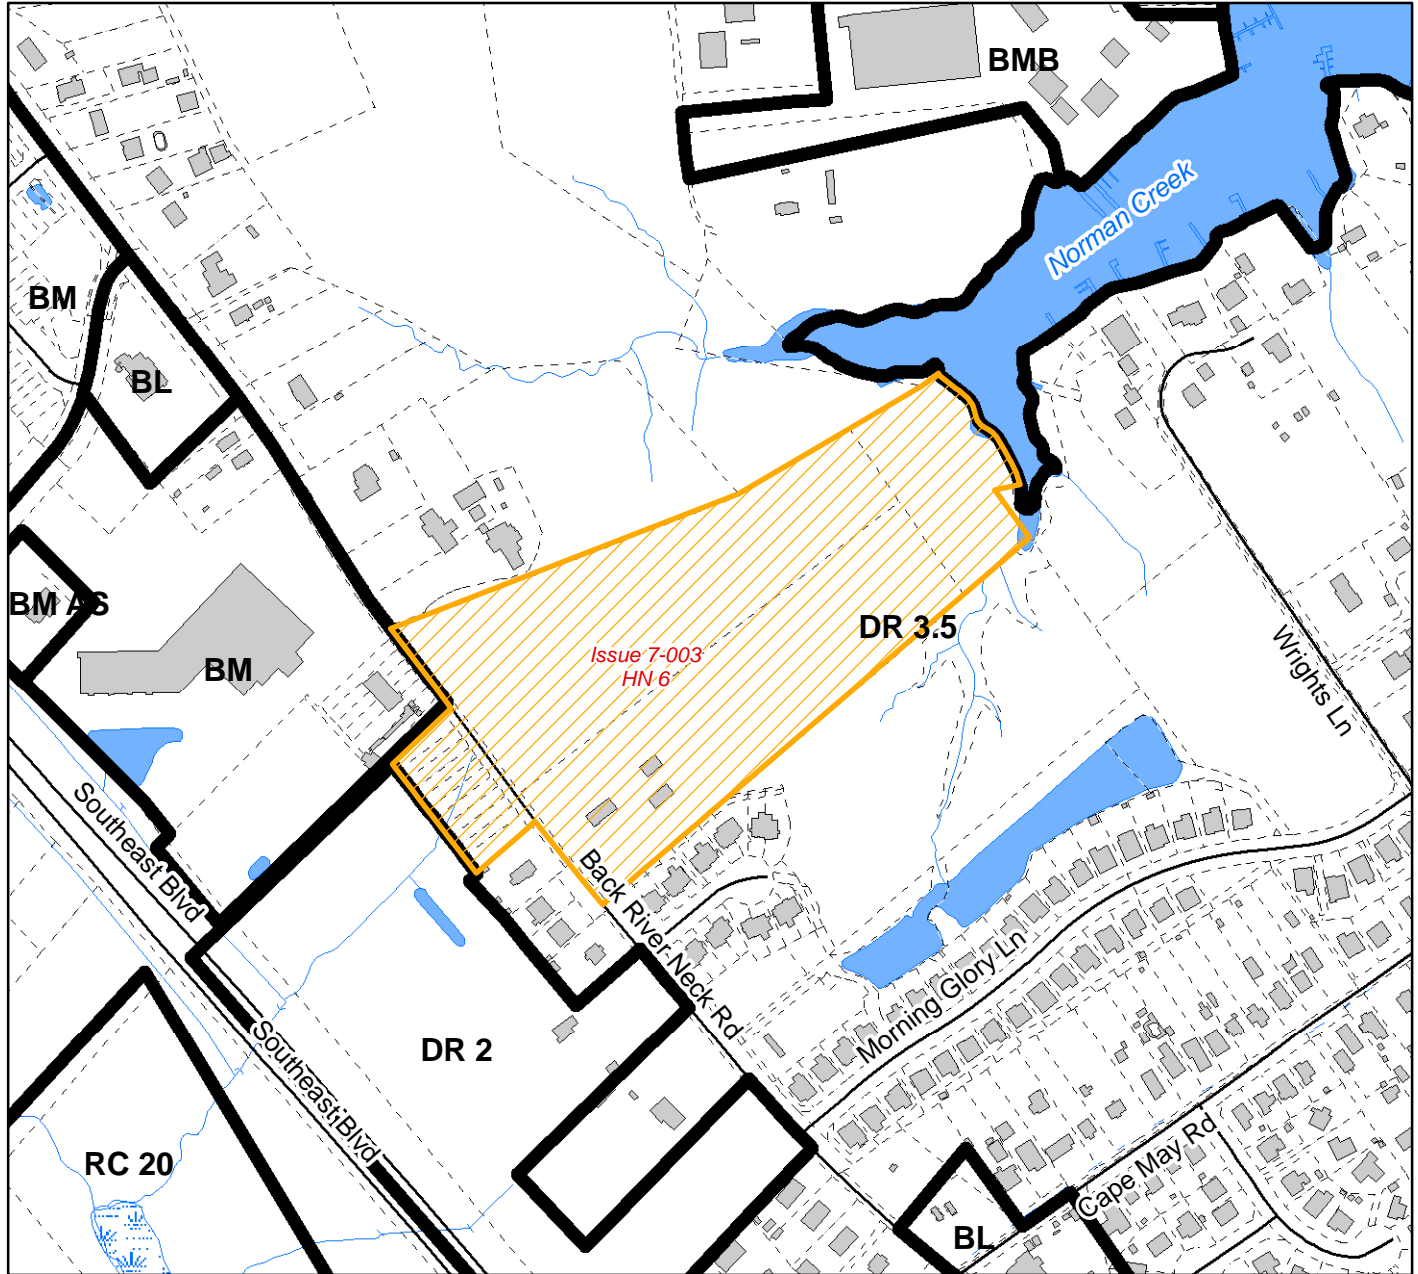 BMB
Norman Creek
BM
BL
BM AS
BM
DR 3.5
Issue 7-003
HN 6
Wrights Ln
Southeast Blvd
Back River Neck Rd
Morning Glory Ln
DR 2
Southeast Blvd
RC 20
Cape May Rd
BL